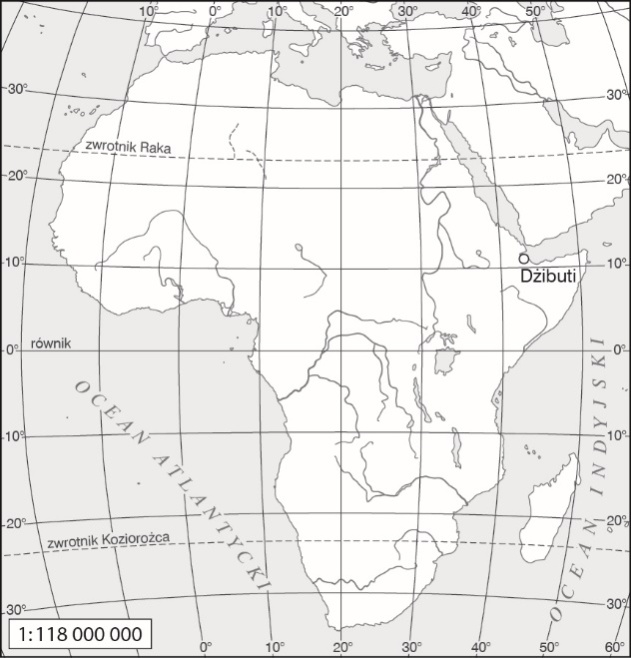 10° 0° 10° 20° 30° 40° 50°
30° 30°
zwrotnik Raka
20° 20°
10° 10°
Dżibuti
0° równik 0°
OCEAN ATLANTYCKI
OCEAN INDYJSKI
10° 10°
20° 20°
zwrotnik Koziorożca
30° 30°
1:118 000 000
0° 20° 30° 40° 50° 60°